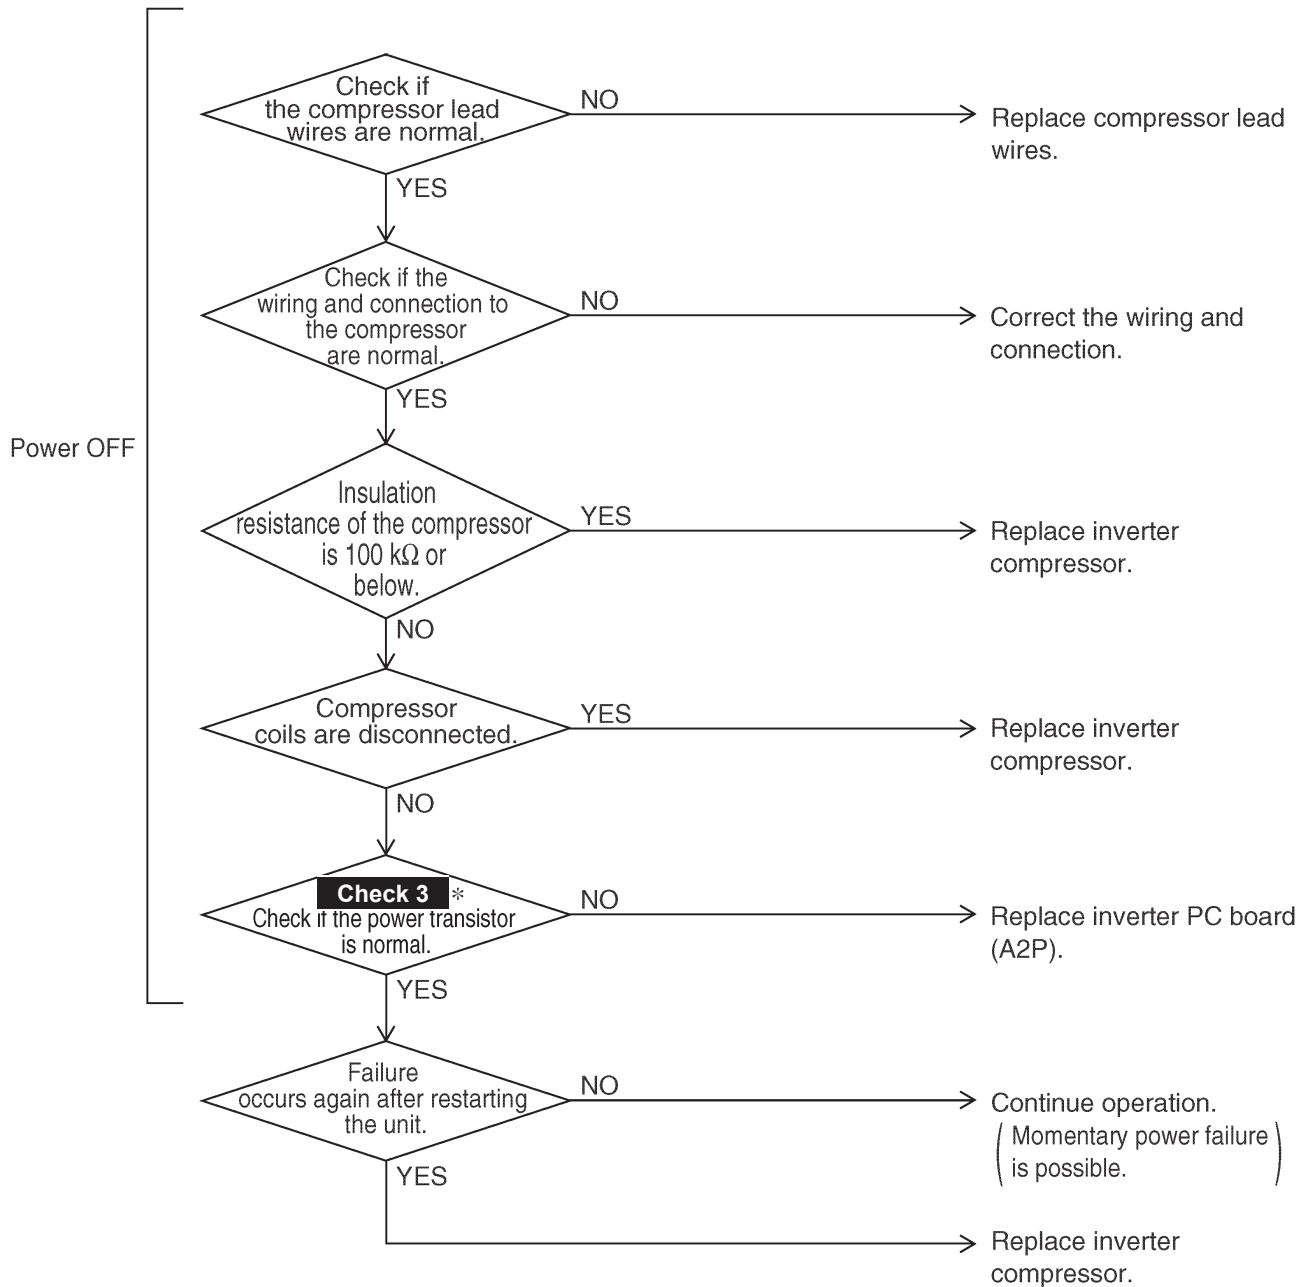 Check if
the compressor lead
wires are normal.
NO
Replace compressor lead
wires.
YES
Check if the
wiring and connection to
the compressor
are normal.
NO
Correct the wiring and
connection.
YES
Power OFF
Insulation
resistance of the compressor
is 100 kΩ or
below.
YES
Replace inverter
compressor.
NO
Compressor
coils are disconnected.
YES
Replace inverter
compressor.
NO
Check 3 *
Check if the power transistor
is normal.
NO
Replace inverter PC board
(A2P).
YES
Failure
occurs again after restarting
the unit.
NO
Continue operation.
( Momentary power failure
is possible. )
YES
Replace inverter
compressor.